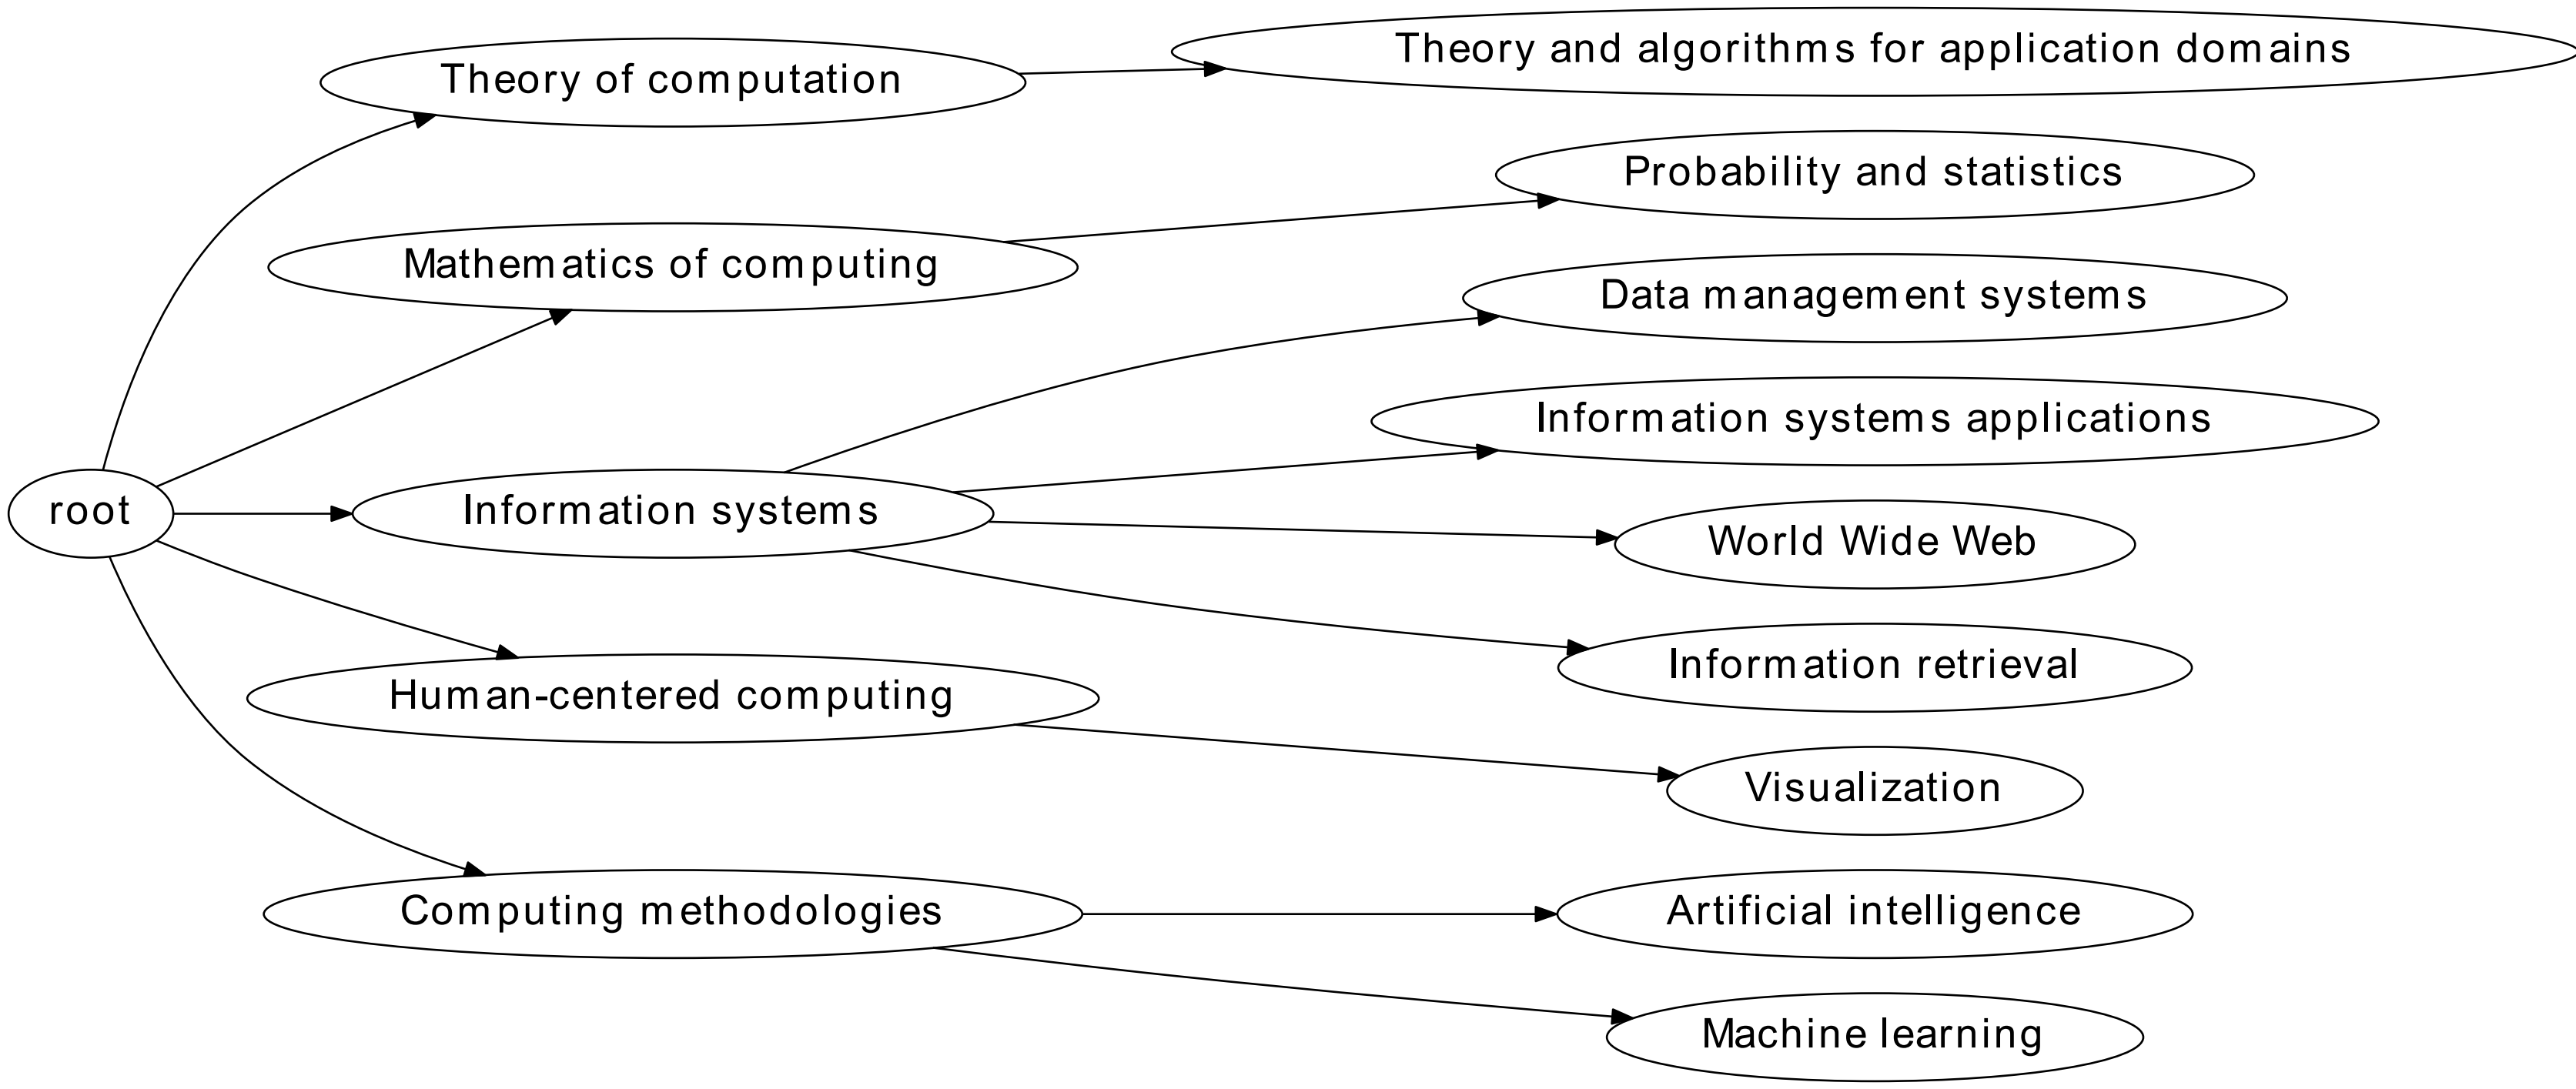 Theory and algorithms for application domains
Theory of computation
Probability and statistics
Mathematics of computing
Data management systems
Information systems applications
root
Information systems
World Wide Web
Information retrieval
Human-centered computing
Visualization
Computing methodologies
Artificial intelligence
Machine learning